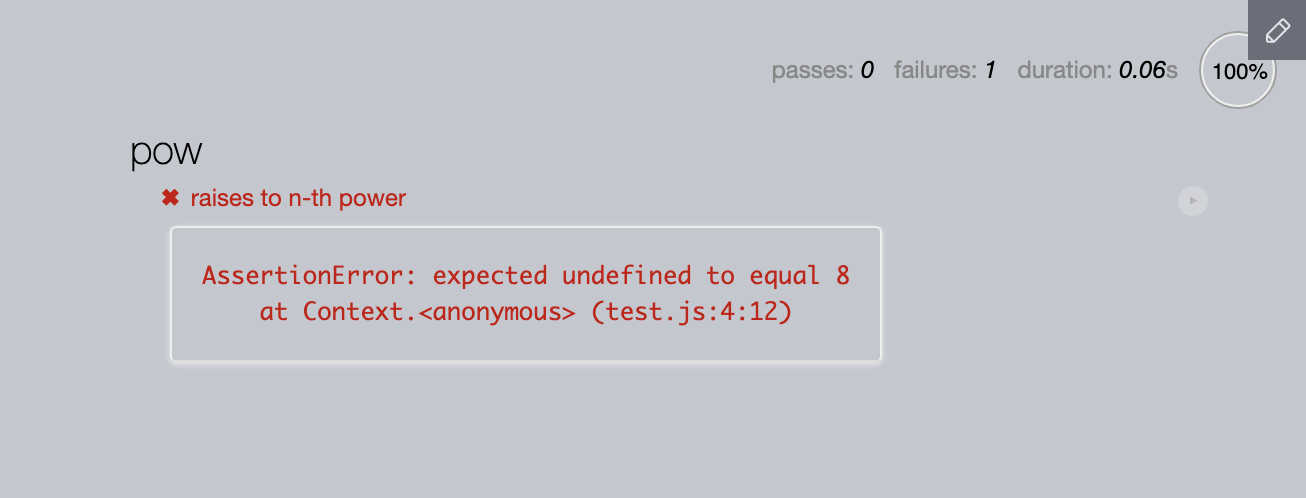 passes: 0 failures: 1 duration: 0.06s 100%
pow
✖ raises to n-th power
AssertionError: expected undefined to equal 8
at Context.<anonymous> (test.js:4:12)